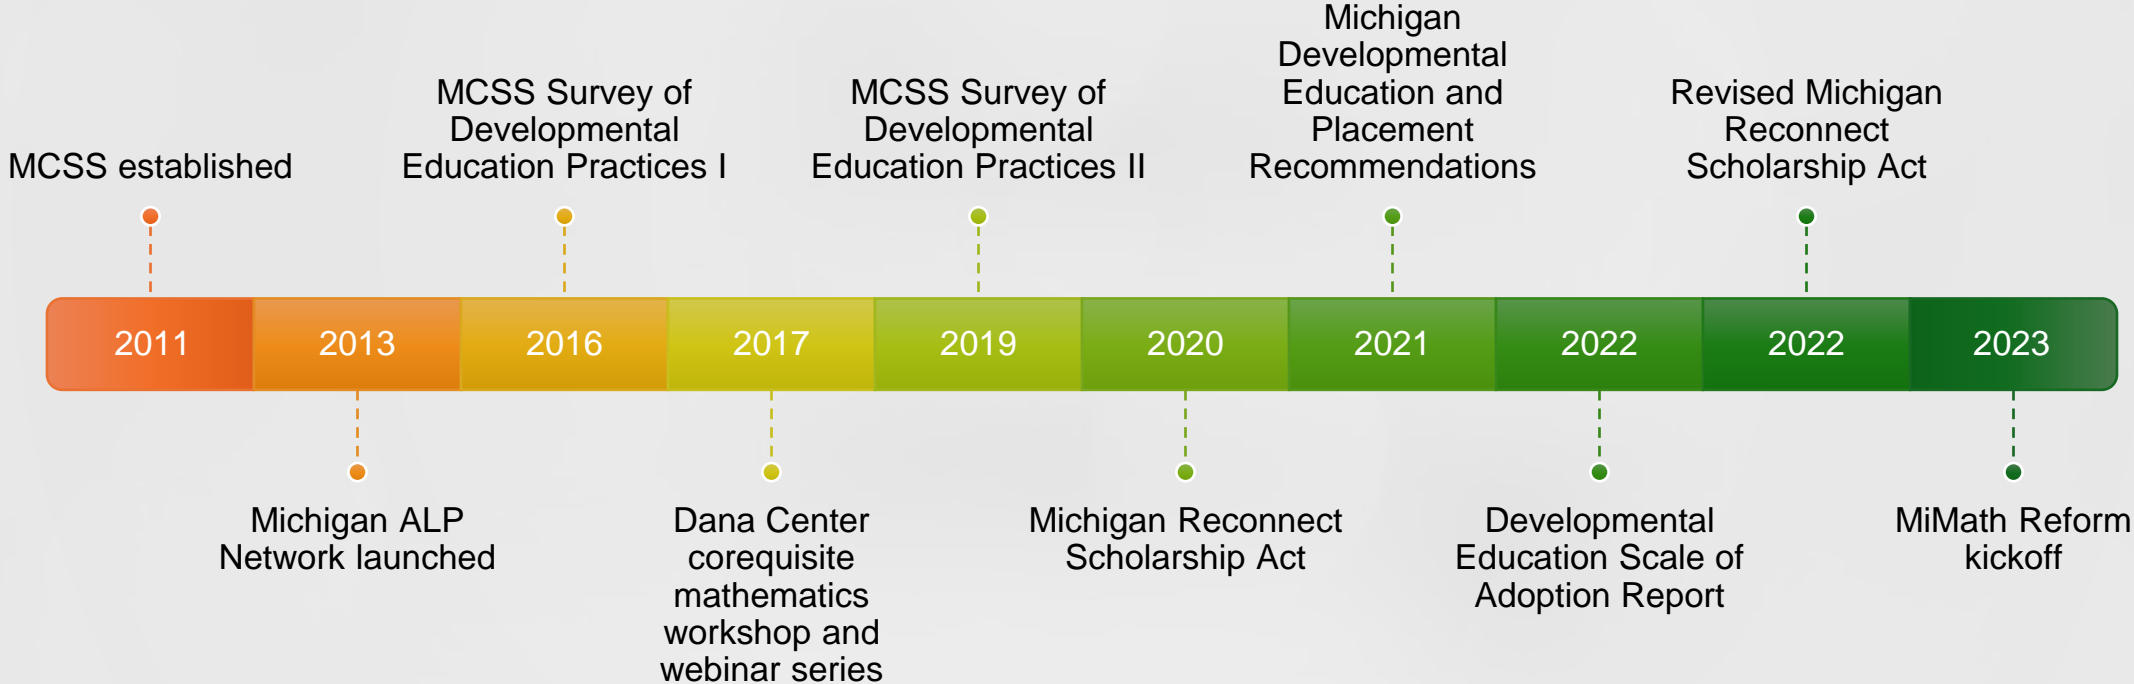 MCSS established
MCSS Survey of
Developmental
Education Practices I
MCSS Survey of
Developmental
Education Practices II
Michigan
Developmental
Education and
Placement
Recommendations
Revised Michigan
Reconnect
Scholarship Act
2011
2013
2016
2017
2019
2020
2021
2022
2022
2023
Michigan ALP
Network launched
Dana Center
corequisite
mathematics
workshop and
webinar series
Michigan Reconnect
Scholarship Act
Developmental
Education Scale of
Adoption Report
MiMath Reform
kickoff